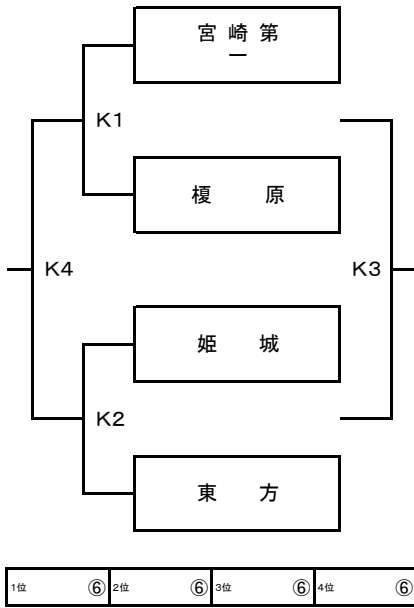 宮 崎 第
一
K1
榎 原
K4
K3
姫 城
K2
東 方
1位 ⑥ 2位 ⑥ 3位 ⑥ 4位 ⑥